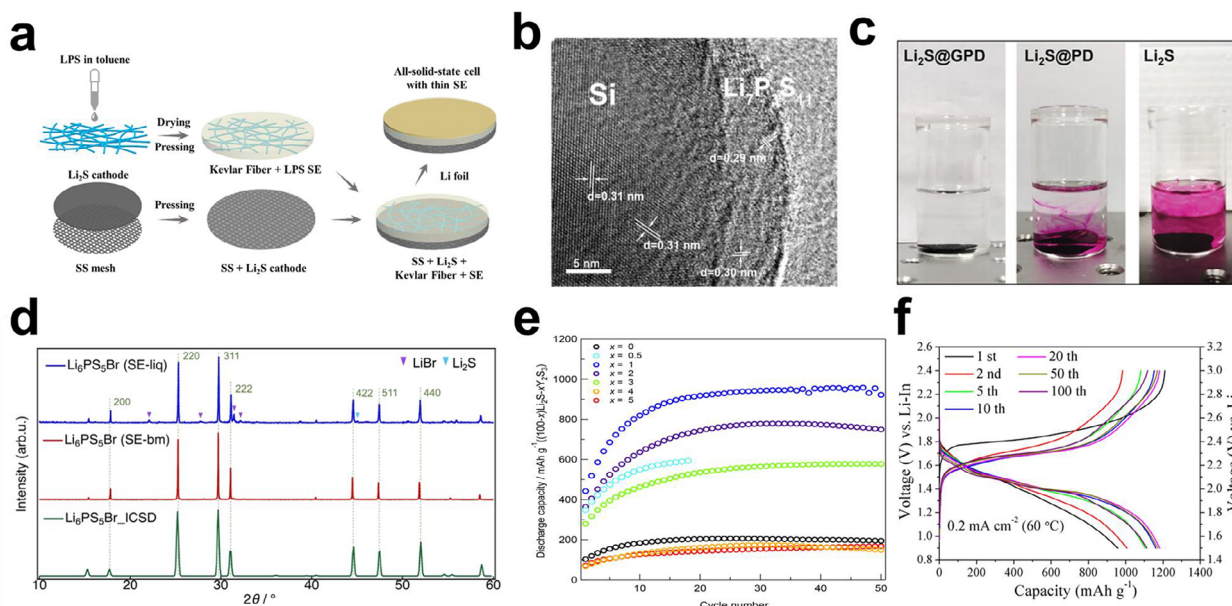 a
LPS in toluene
Drying
Pressing
Kevlar Fiber + LPS SE
Li2S cathode
Pressing
SS mesh
SS + Li2S cathode
All-solid-state cell
with thin SE
Li foil
SS + Li2S +
Kevlar Fiber + SE
b
Si
d=0.29 nm
d=0.31 nm
d=0.31 nm
d=0.30 nm
5 nm
c
Li2S@GPD
Li2S@PD
Li2S
d
Intensity (arb.u.)
Li6PS5Br (SE-liq)
200
220
311
222
422
511
440
LiBr
Li2S
Li6PS5Br (SE-bm)
Li6PS5Br_ICSD
10 20 30 40 50 60
2θ / °
e
Discharge capacity / mAh g-1 ((100-x)Li2S-xY2S3)
1200
1000
800
600
400
200
0
x = 0
x = 0.5
x = 1
x = 2
x = 3
x = 4
x = 5
0 10 20 30 40 50
Cycle number
f
Voltage (V) vs. Li-In
2.6
2.4
2.2
2.0
1.8
1.6
1.4
1.2
1.0
0.8
1 st
2 nd
5 th
10 th
20 th
50 th
100 th
0.2 mA cm-2 (60 °C)
3.2
3.0
2.8
2.6
2.4
2.2
2.0
1.8
1.6
1.4
0 200 400 600 800 1000 1200 1400
Capacity (mAh g-1)